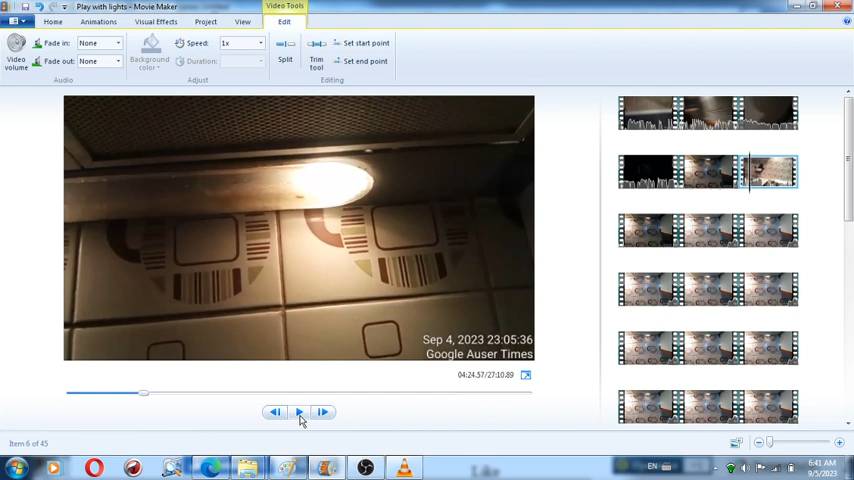 Play with lights - Movie Maker
Video Tools
Home
Animations
Visual Effects
Project
View
Edit
Video volume
Fade in: None
Fade out: None
Audio
Background color
Speed: 1x
Duration:
Adjust
Split
Trim tool
Set start point
Set end point
Editing
Sep 4, 2023 23:05:36
Google Auser Times
04:24.57/27:10.89
Item 6 of 45
Like
EN
6:41 AM
9/5/2023